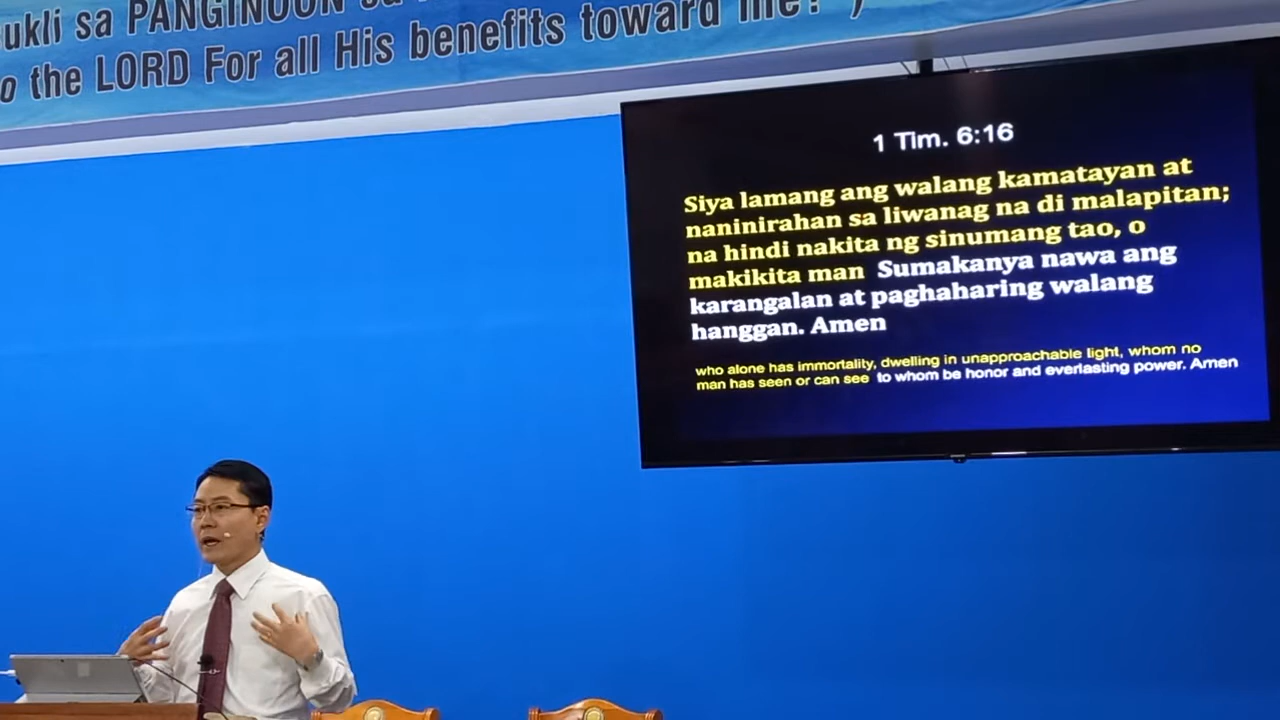 ukli sa PANGINOON sa
o the LORD For all His benefits toward me? )
1 Tim. 6:16
Siya lamang ang walang kamatayan at
naninirahan sa liwanag na di malapitan;
na hindi nakita ng sinumang tao, o
makikita man Sumakanya nawa ang
karangalan at paghaharing walang
hanggan. Amen
who alone has immortality, dwelling in unapproachable light, whom no
man has seen or can see to whom be honor and everlasting power. Amen